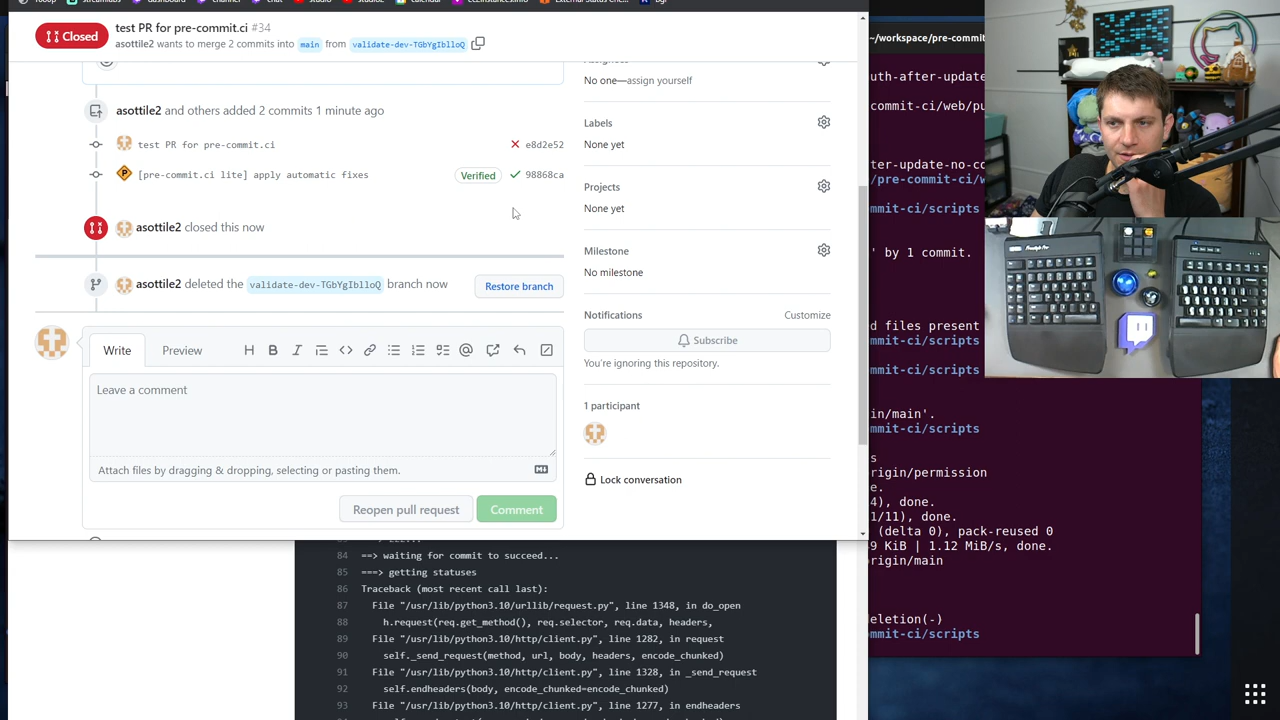 Closed
test PR for pre-commit.ci #34
asottile2 wants to merge 2 commits into main from validate-dev-TGbYgIblloQ
No one—assign yourself
asottile2 and others added 2 commits 1 minute ago
Labels
test PR for pre-commit.ci
e8d2e52
None yet
[pre-commit.ci lite] apply automatic fixes
Verified
98868ca
Projects
None yet
asottile2 closed this now
Milestone
No milestone
asottile2 deleted the validate-dev-TGbYgIblloQ branch now
Restore branch
Notifications
Customize
Write
Preview
Subscribe
You're ignoring this repository.
Leave a comment
1 participant
Attach files by dragging & dropping, selecting or pasting them.
Lock conversation
Reopen pull request
Comment
84 ==> waiting for commit to succeed...
85 ===> getting statuses
86 Traceback (most recent call last):
87 File "/usr/lib/python3.10/urllib/request.py", line 1348, in do_open
88 h.request(req.get_method(), req.selector, req.data, headers,
89 File "/usr/lib/python3.10/http/client.py", line 1282, in request
90 self._send_request(method, url, body, headers, encode_chunked)
91 File "/usr/lib/python3.10/http/client.py", line 1328, in _send_request
92 self.endheaders(body, encode_chunked=encode_chunked)
93 File "/usr/lib/python3.10/http/client.py", line 1277, in endheaders
~/workspace/pre-commit
uth-after-update
ommit-ci/web/pu
ter-update-no-c
/pre-commit-ci/w
mmit-ci/scripts
' by 1 commit.
mmit-ci/scripts
d files present
mmit-ci/scripts
mmit-ci/scripts
in/main'.
mmit-ci/scripts
s
rigin/permission
e.
4), done.
1/11), done.
(delta 0), pack-reused 0
9 KiB | 1.12 MiB/s, done.
rigin/main
eletion(-)
mmit-ci/scripts